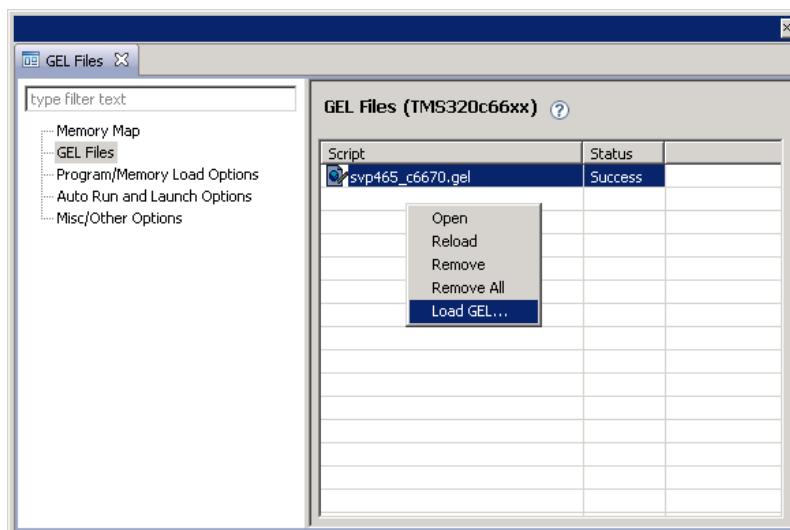 GEL Files
type filter text
Memory Map
GEL Files
Program/Memory Load Options
Auto Run and Launch Options
Misc/Other Options
GEL Files (TMS320c66xx)
Script Status
svp465_c6670.gel Success
Open
Reload
Remove
Remove All
Load GEL...